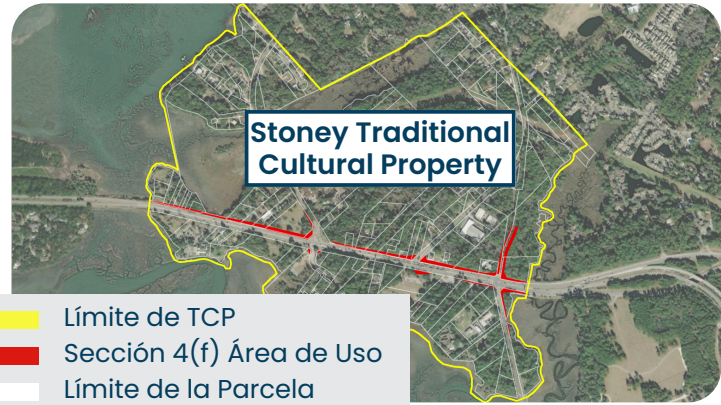 Stoney Traditional
Cultural Property
Límite de TCP
Sección 4(f) Área de Uso
Límite de la Parcela